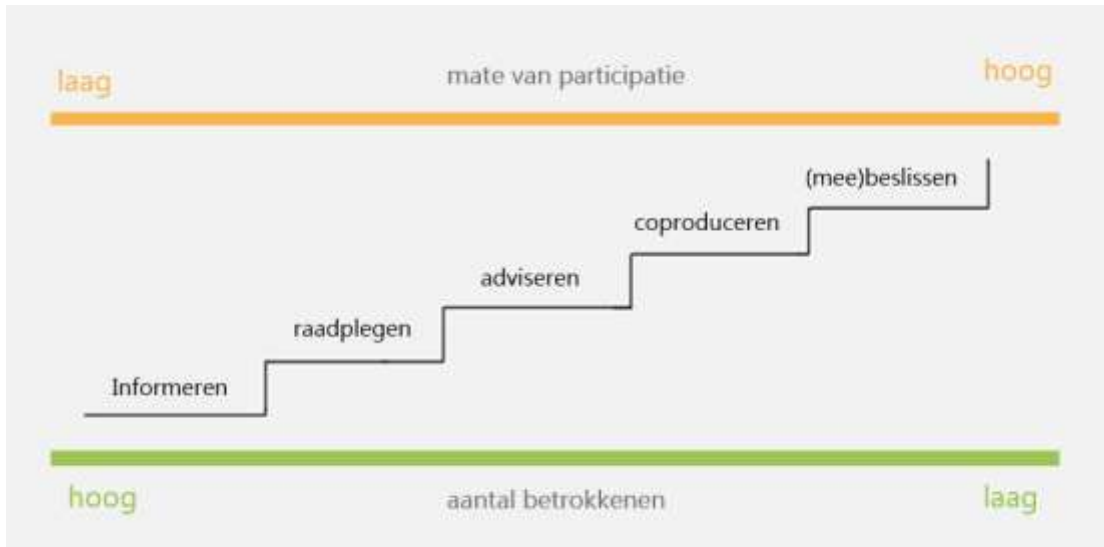 laag mate van participatie hoog
(mee)beslissen
coproduceren
adviseren
raadplegen
Informeren
hoog aantal betrokkenen laag